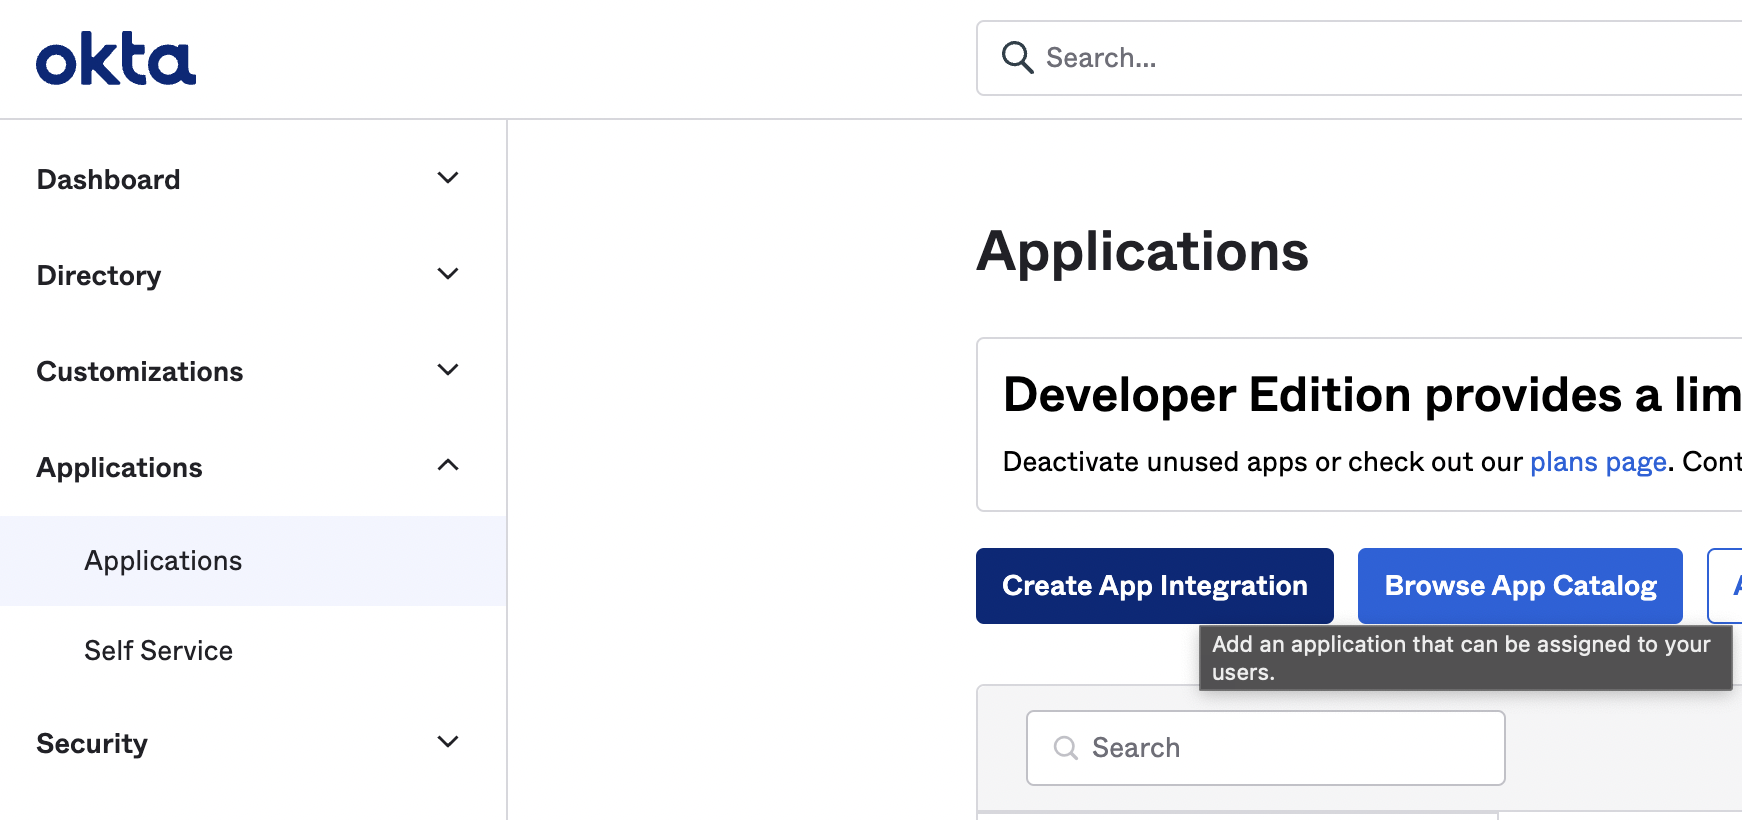 okta
Search...
Dashboard
Directory
Customizations
Applications
Applications
Self Service
Security
Applications
Developer Edition provides a lim
Deactivate unused apps or check out our plans page. Cont
Create App Integration
Browse App Catalog
Add an application that can be assigned to your
users.
Search